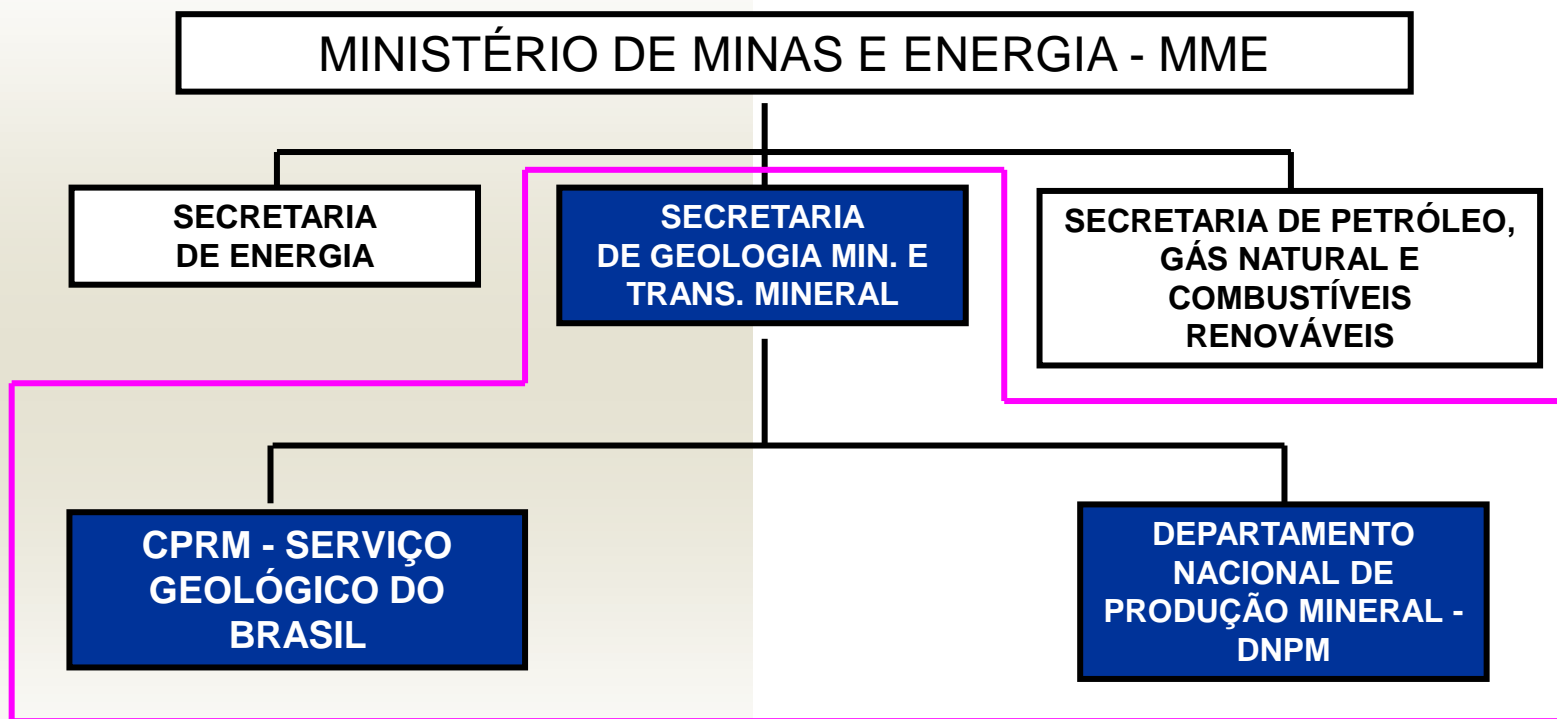 MINISTÉRIO DE MINAS E ENERGIA - MME
SECRETARIA
DE ENERGIA
SECRETARIA
DE GEOLOGIA MIN. E
TRANS. MINERAL
SECRETARIA DE PETRÓLEO,
GÁS NATURAL E
COMBUSTÍVEIS
RENOVÁVEIS
CPRM - SERVIÇO
GEOLÓGICO DO
BRASIL
DEPARTAMENTO
NACIONAL DE
PRODUÇÃO MINERAL -
DNPM